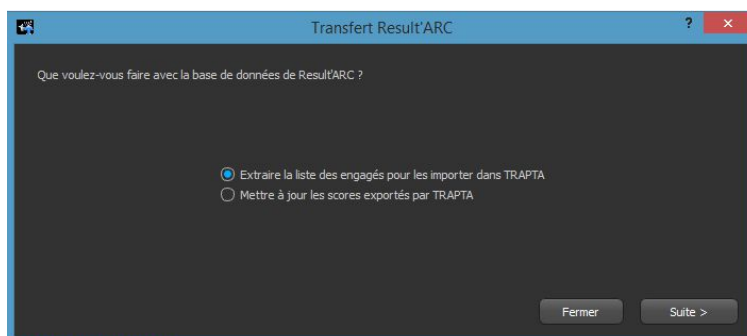 Transfert Result'ARC
Que voulez-vous faire avec la base de données de Result'ARC ?
Extraire la liste des engagés pour les importer dans TRAPTA
Mettre à jour les scores exportés par TRAPTA
Fermer
Suite >